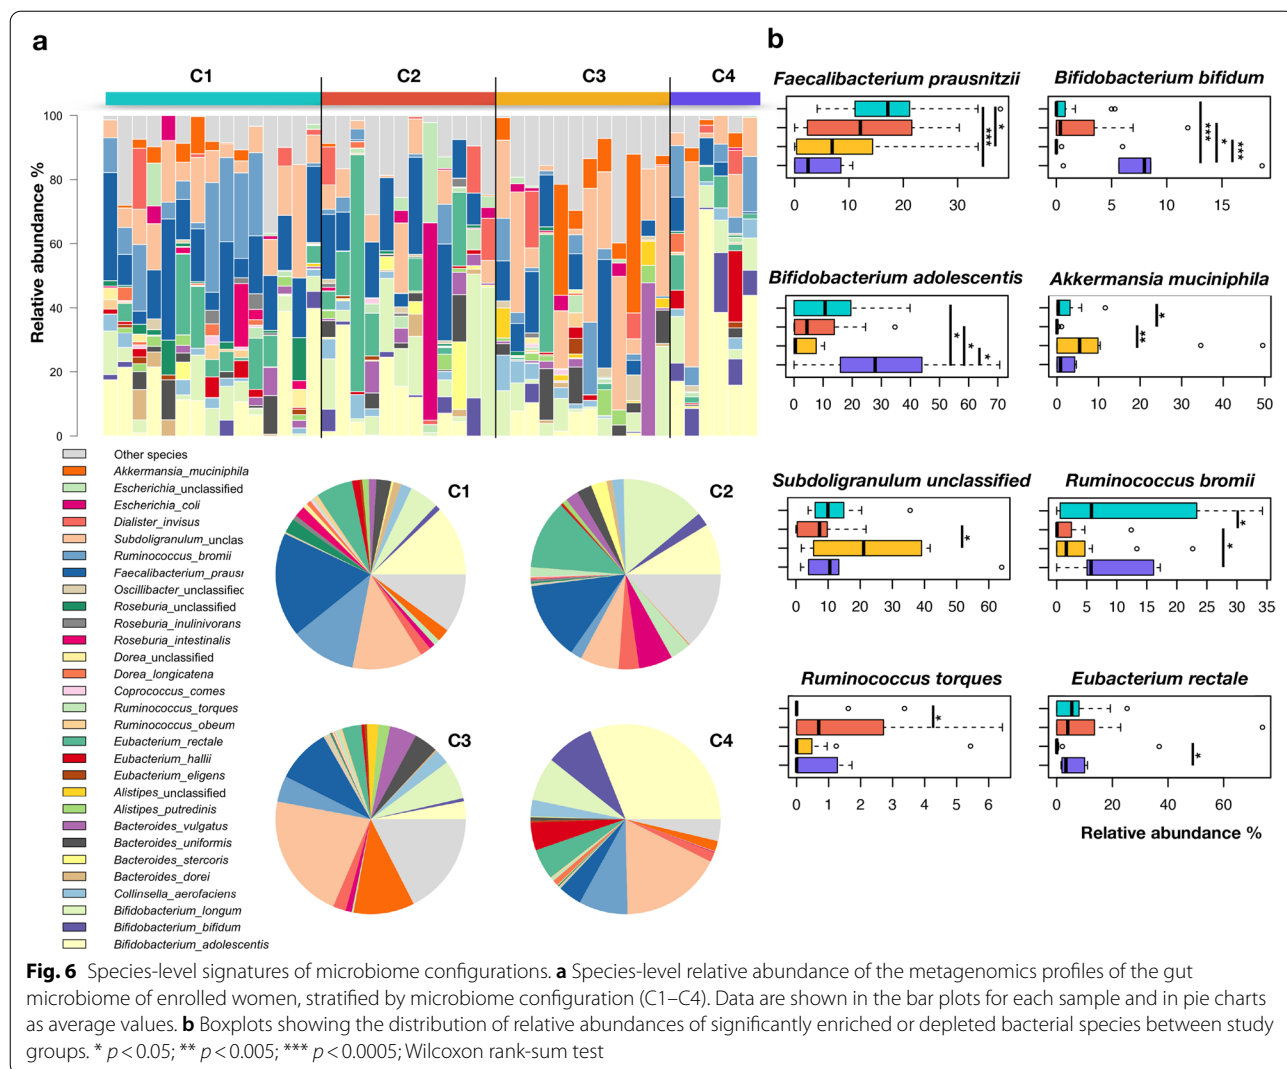 a
C1 C2 C3 C4
Relative abundance %
100
80
60
40
20
0
Other species
Akkermansia_muciniphila
Escherichia_unclassified
Escherichia_coli
Dialister_invisus
Subdoligranulum_unclas
Ruminococcus_bromii
Faecalibacterium_praus
Oscillibacter_unclassified
Roseburia_unclassified
Roseburia_inulinivorans
Roseburia_intestinalis
Dorea_unclassified
Dorea_longicatena
Coprococcus_comes
Ruminococcus_torques
Ruminococcus_obeum
Eubacterium_rectale
Eubacterium_hallii
Eubacterium_eligens
Alistipes_unclassified
Alistipes_putredinis
Bacteroides_vulgatus
Bacteroides_uniformis
Bacteroides_stercoris
Bacteroides_dorei
Collinsella_aerofaciens
Bifidobacterium_longum
Bifidobacterium_bifidum
Bifidobacterium_adolescentis
C1
C2
C3
C4
b
Faecalibacterium prausnitzii
*** *
0 10 20 30
Bifidobacterium bifidum
*** * ***
0 5 10 15
Bifidobacterium adolescentis
* * *
0 10 20 30 40 50 60 70
Akkermansia muciniphila
** *
0 10 20 30 40 50
Subdoligranulum unclassified
*
0 10 20 30 40 50 60
Ruminococcus bromii
* *
0 5 10 15 20 25 30 35
Ruminococcus torques
*
0 1 2 3 4 5 6
Eubacterium rectale
*
0 20 40 60
Relative abundance %
Fig. 6 Species-level signatures of microbiome configurations. a Species-level relative abundance of the metagenomics profiles of the gut
microbiome of enrolled women, stratified by microbiome configuration (C1–C4). Data are shown in the bar plots for each sample and in pie charts
as average values. b Boxplots showing the distribution of relative abundances of significantly enriched or depleted bacterial species between study
groups. * p < 0.05; ** p < 0.005; *** p < 0.0005; Wilcoxon rank-sum test